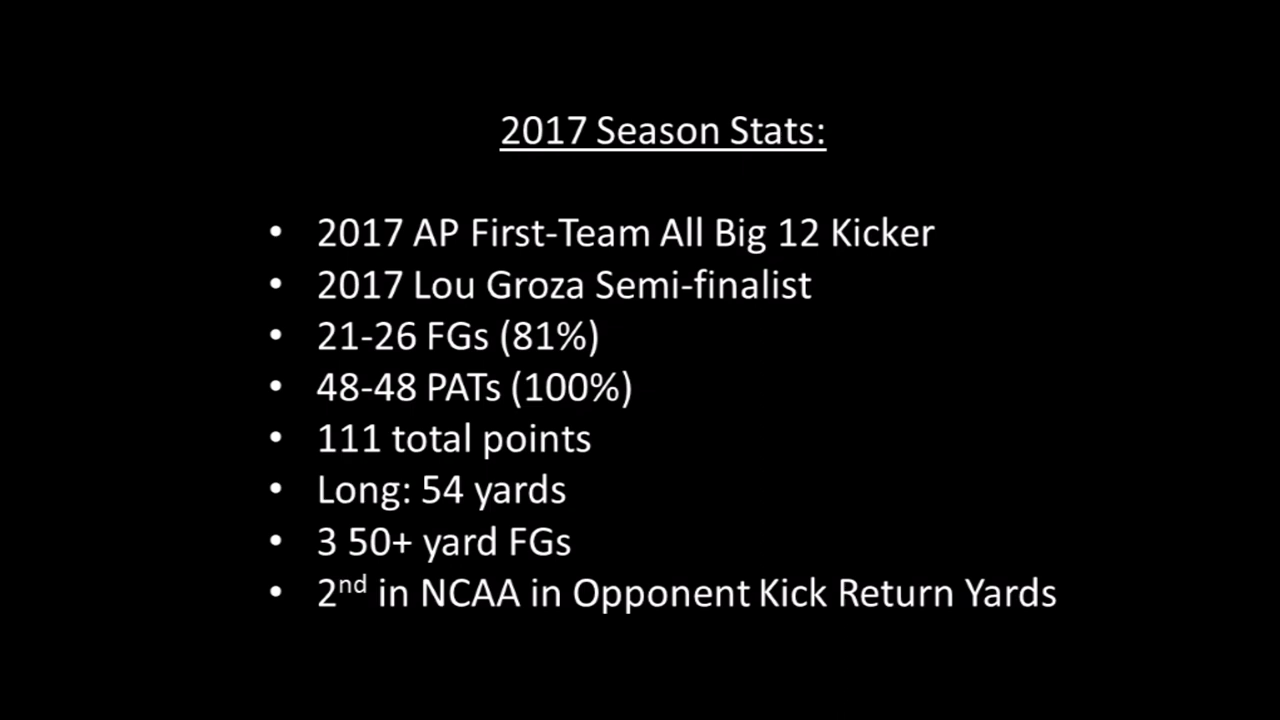 2017 Season Stats:
• 2017 AP First-Team All Big 12 Kicker
• 2017 Lou Groza Semi-finalist
• 21-26 FGs (81%)
• 48-48 PATs (100%)
• 111 total points
• Long: 54 yards
• 3 50+ yard FGs
• 2nd in NCAA in Opponent Kick Return Yards